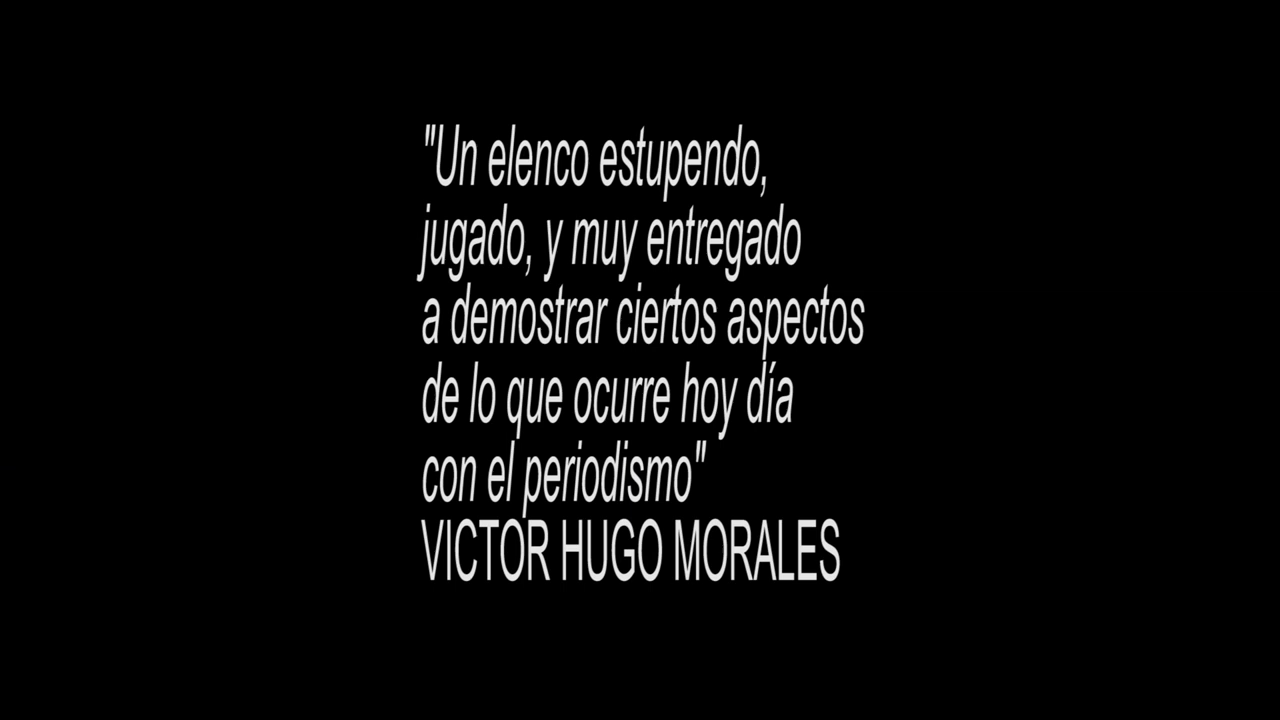 "Un elenco estupendo,
jugado, y muy entregado
a demostrar ciertos aspectos
de lo que ocurre hoy día
con el periodismo"
VICTOR HUGO MORALES